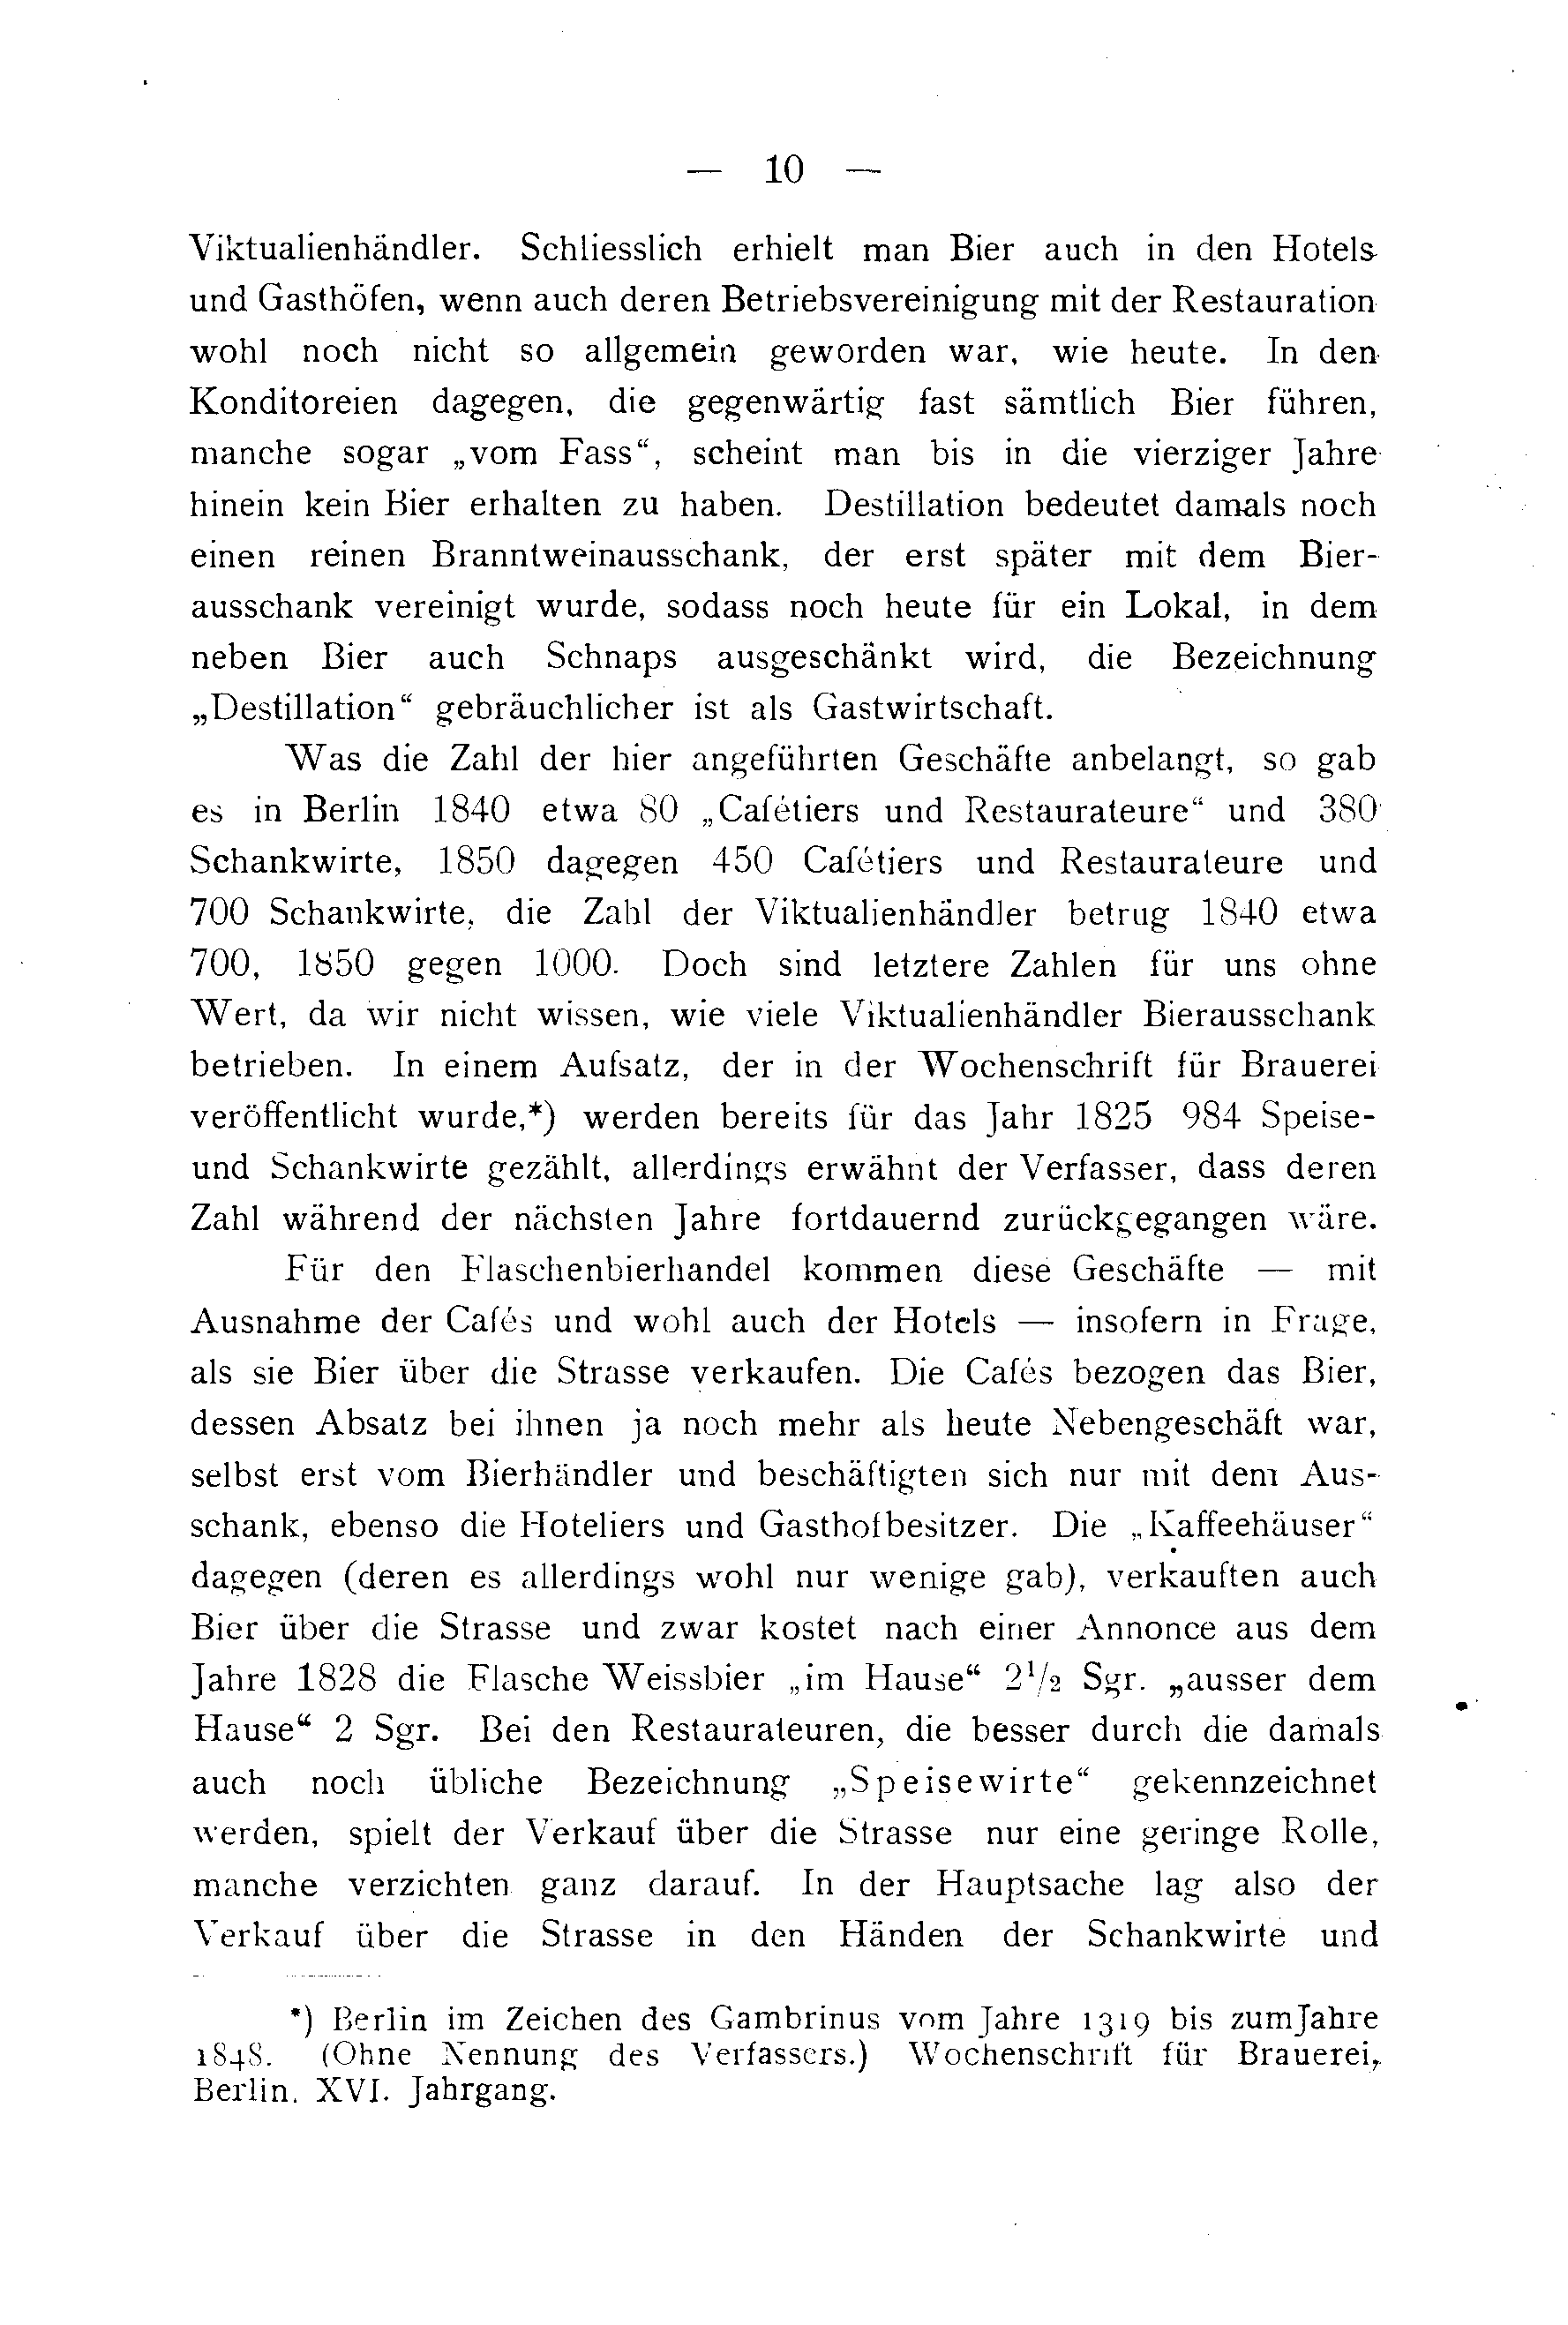 — 10 —
Viktualienhändler. Schliesslich erhielt man Bier auch in den Hotels
und Gasthöfen, wenn auch deren Betriebsvereinigung mit der Restauration
wohl noch nicht so allgemein geworden war, wie heute. In den
Konditoreien dagegen, die gegenwärtig fast sämtlich Bier führen,
manche sogar „vom Fass“, scheint man bis in die vierziger Jahre
hinein kein Bier erhalten zu haben. Destillation bedeutet damals noch
einen reinen Branntweinausschank, der erst später mit dem Bier-
ausschank vereinigt wurde, sodass noch heute für ein Lokal, in dem
neben Bier auch Schnaps ausgeschänkt wird, die Bezeichnung
„Destillation“ gebräuchlicher ist als Gastwirtschaft.
Was die Zahl der hier angeführten Geschäfte anbelangt, so gab
es in Berlin 1840 etwa 80 „Cafétiers und Restaurateure“ und 380
Schankwirte, 1850 dagegen 450 Cafétiers und Restaurateure und
700 Schankwirte, die Zahl der Viktualienhändler betrug 1840 etwa
700, 1850 gegen 1000. Doch sind letztere Zahlen für uns ohne
Wert, da wir nicht wissen, wie viele Viktualienhändler Bierausschank
betrieben. In einem Aufsatz, der in der Wochenschrift für Brauerei
veröffentlicht wurde,*) werden bereits für das Jahr 1825 984 Speise-
und Schankwirte gezählt, allerdings erwähnt der Verfasser, dass deren
Zahl während der nächsten Jahre fortdauernd zurückgegangen wäre.
Für den Flaschenbierhandel kommen diese Geschäfte — mit
Ausnahme der Cafés und wohl auch der Hotels — insofern in Frage,
als sie Bier über die Strasse verkaufen. Die Cafés bezogen das Bier,
dessen Absatz bei ihnen ja noch mehr als heute Nebengeschäft war,
selbst erst vom Bierhändler und beschäftigten sich nur mit dem Aus-
schank, ebenso die Hoteliers und Gasthofbesitzer. Die „Kaffeehäuser“
dagegen (deren es allerdings wohl nur wenige gab), verkauften auch
Bier über die Strasse und zwar kostet nach einer Annonce aus dem
Jahre 1828 die Flasche Weissbier „im Hause“ 2½ Sgr. „ausser dem
Hause“ 2 Sgr. Bei den Restaurateuren, die besser durch die damals
auch noch übliche Bezeichnung „Speisewirte“ gekennzeichnet
werden, spielt der Verkauf über die Strasse nur eine geringe Rolle,
manche verzichten ganz darauf. In der Hauptsache lag also der
Verkauf über die Strasse in den Händen der Schankwirte und
*) Berlin im Zeichen des Gambrinus vom Jahre 1319 bis zum Jahre
1848. (Ohne Nennung des Verfassers.) Wochenschrift für Brauerei,
Berlin. XVI. Jahrgang.